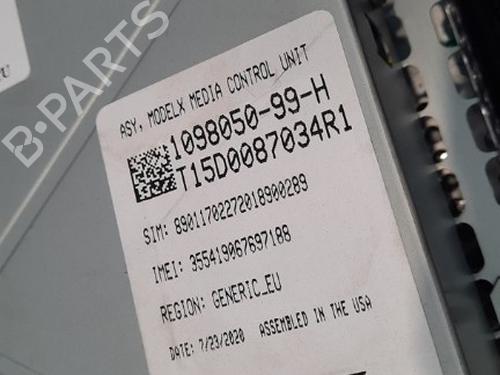 ASY, MODELX MEDIA CONTROL UNIT
1098050-99-H
T15D0087034R1
SIM: 89011702272018900289
IMEI: 355419067697188
REGION: GENERIC_EU
DATE: 7/23/2020 ASSEMBLED IN THE USA
B-PARTS